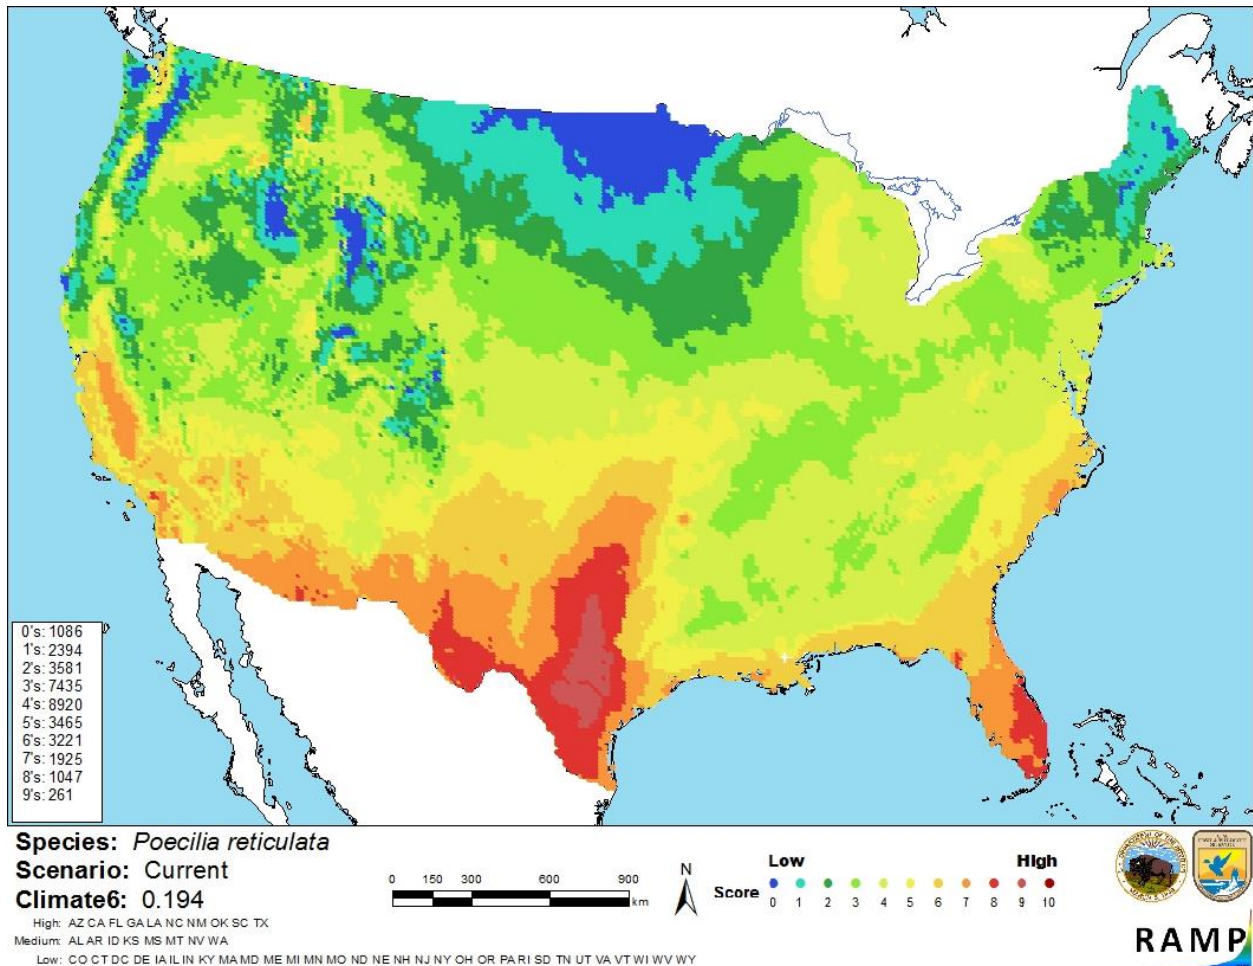 0's: 1086
1's: 2394
2's: 3581
3's: 7435
4's: 8920
5's: 3465
6's: 3221
7's: 1925
8's: 1047
9's: 261
Species: Poecilia reticulata
Scenario: Current
Climate6: 0.194
High: AZ CA FL GA LA NC NM OK SC TX
Medium: AL AR ID KS MS MT NV WA
Low: CO CT DC DE IA IL IN KY MA MD ME MI MN MO ND NE NH NJ NY OH OR PA RI SD TN UT VA VT WI WV WY
0 150 300 600 900
km
N
Low High
Score
0 1 2 3 4 5 6 7 8 9 10
RAMP